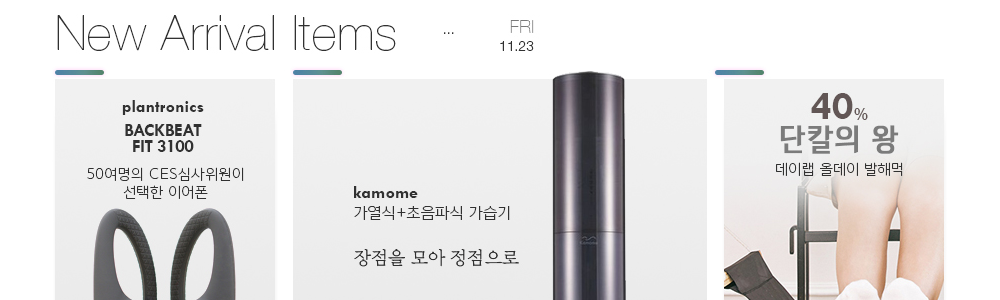 New Arrival Items
...
FRI
11.23
plantronics
BACKBEAT
FIT 3100
50여명의 CES심사위원이
선택한 이어폰
kamome
가열식+초음파식 가습기
장점을 모아 정점으로
40%
단칼의 왕
데이랩 올데이 발해먹